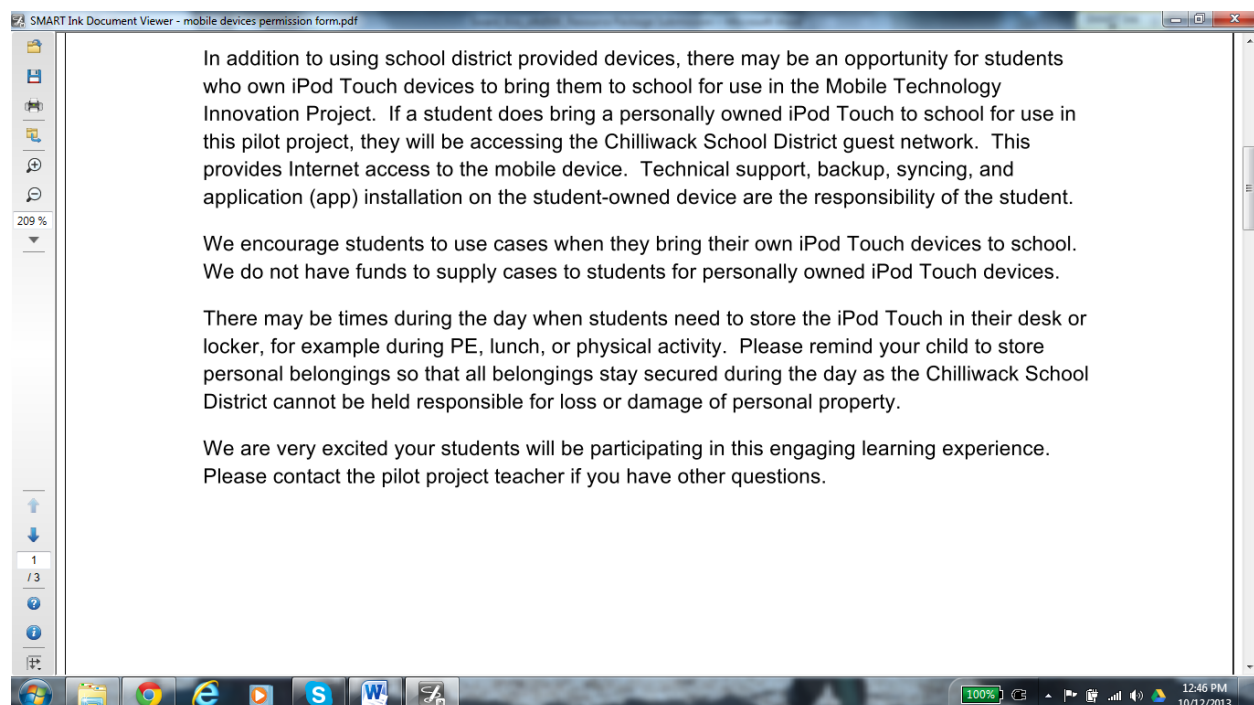 SMART Ink Document Viewer - mobile devices permission form.pdf
In addition to using school district provided devices, there may be an opportunity for students
who own iPod Touch devices to bring them to school for use in the Mobile Technology
Innovation Project.  If a student does bring a personally owned iPod Touch to school for use in
this pilot project, they will be accessing the Chilliwack School District guest network.  This
provides Internet access to the mobile device.  Technical support, backup, syncing, and
application (app) installation on the student-owned device are the responsibility of the student.
209 %
We encourage students to use cases when they bring their own iPod Touch devices to school.
We do not have funds to supply cases to students for personally owned iPod Touch devices.
There may be times during the day when students need to store the iPod Touch in their desk or
locker, for example during PE, lunch, or physical activity.  Please remind your child to store
personal belongings so that all belongings stay secured during the day as the Chilliwack School
District cannot be held responsible for loss or damage of personal property.
We are very excited your students will be participating in this engaging learning experience.
Please contact the pilot project teacher if you have other questions.
1
/ 3
100%
12:46 PM
10/12/2013